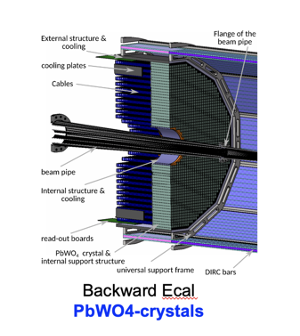 External structure &
cooling
Flange of the
beam pipe
cooling plates
Cables
beam pipe
Internal structure &
cooling
read-out boards
PbWO₄ crystal &
internal support structure
universal support frame
DIRC bars
Backward Ecal
PbWO4-crystals